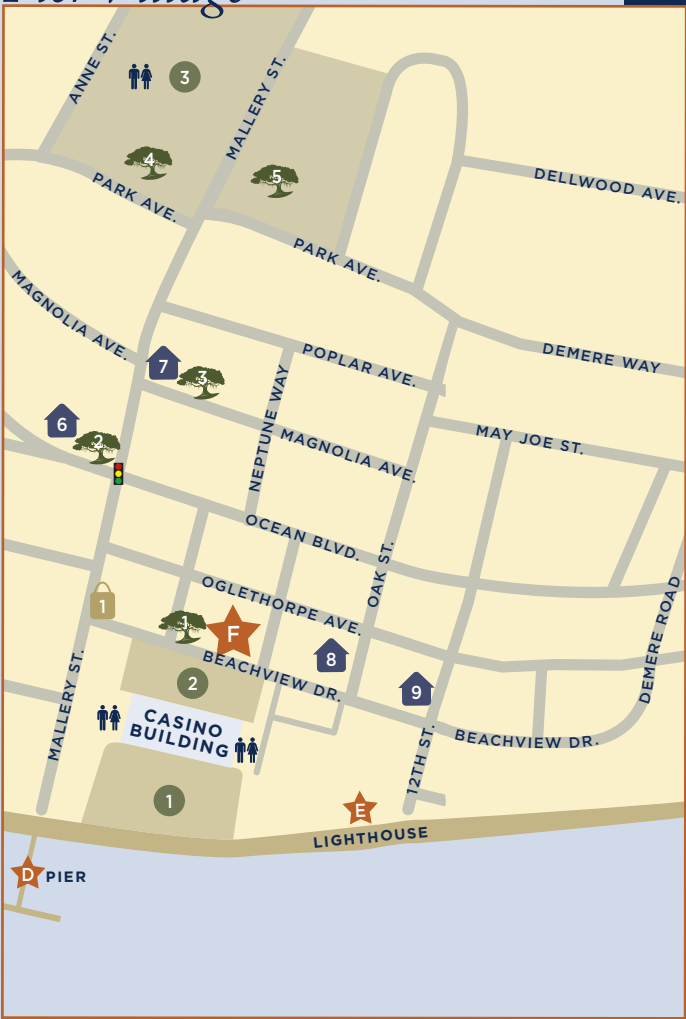 ANNE ST.
3
MALLERY ST.
4
5
PARK AVE.
DELLWOOD AVE.
PARK AVE.
MAGNOLIA AVE.
7
3
POPLAR AVE.
DEMERE WAY
6
2
NEPTUNE WAY
MAGNOLIA AVE.
MAY JOE ST.
OCEAN BLVD.
OAK ST.
1
OGLETHORPE AVE.
1
F
DEMERE ROAD
8
BEACHVIEW DR.
2
9
MALLERY ST.
CASINO
BUILDING
12TH ST.
BEACHVIEW DR.
1
E
LIGHTHOUSE
D
PIER